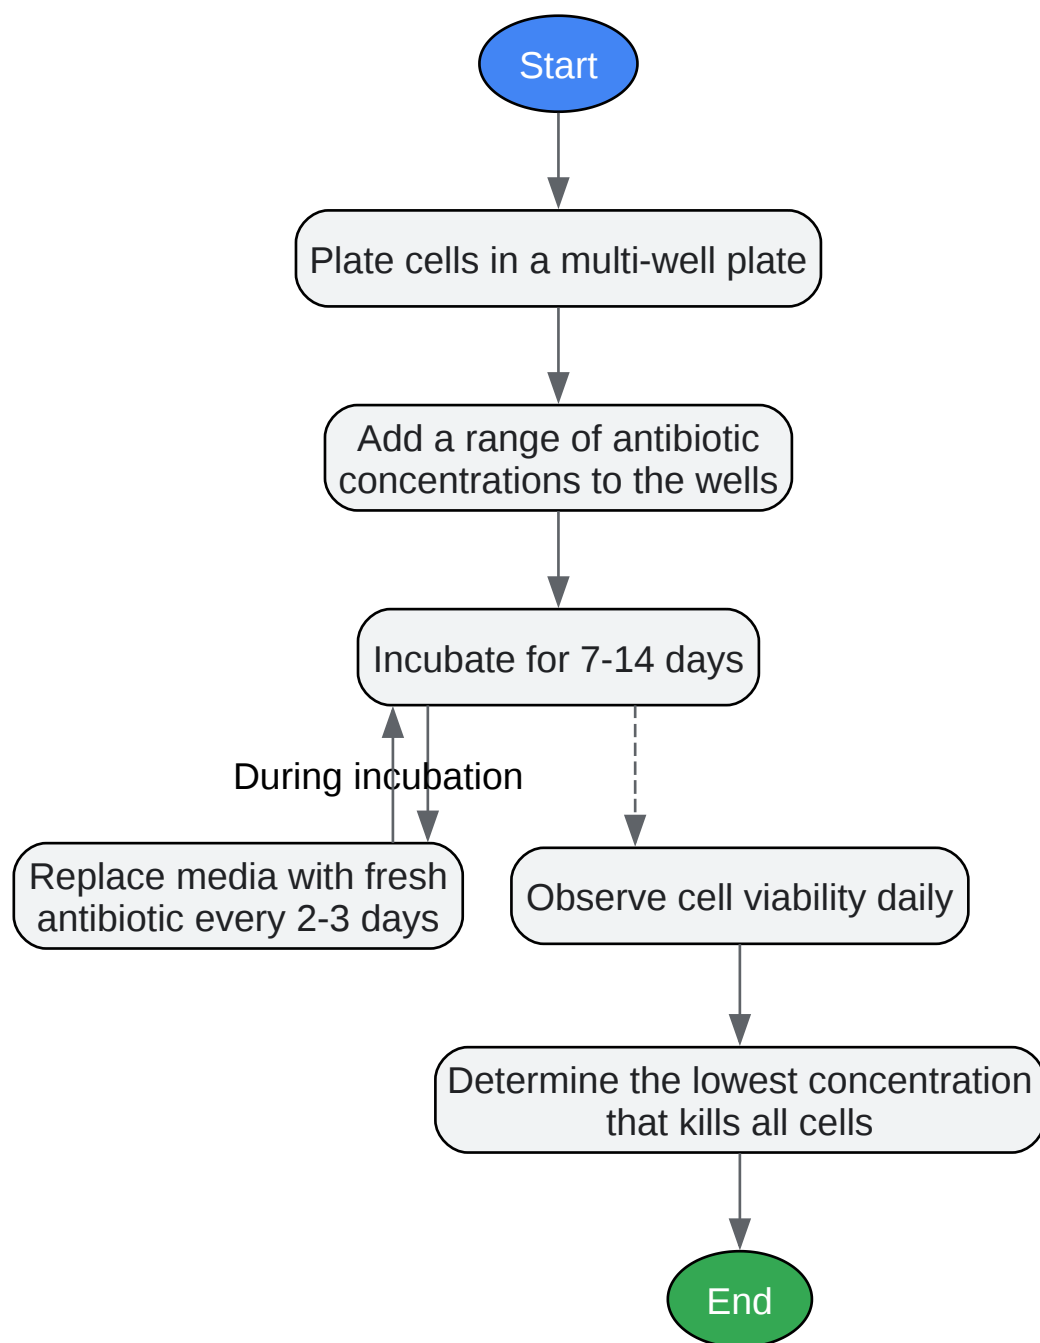 Start
Plate cells in a multi-well plate
Add a range of antibiotic
concentrations to the wells
Incubate for 7-14 days
During incubation
Replace media with fresh
antibiotic every 2-3 days
Observe cell viability daily
Determine the lowest concentration
that kills all cells
End